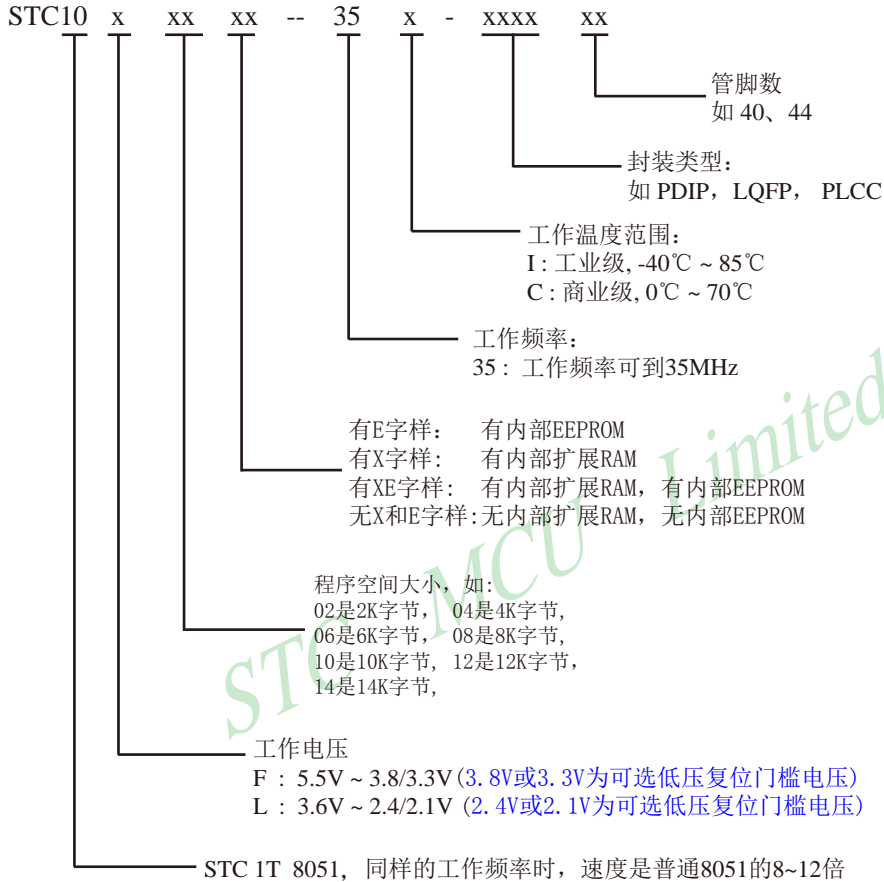 STC10 x xx xx -- 35 x - xxxx xx
管脚数
如 40、44
封装类型：
如 PDIP，LQFP， PLCC
工作温度范围：
I : 工业级, -40℃ ~ 85℃
C : 商业级, 0℃ ~ 70℃
工作频率：
35 : 工作频率可到35MHz
有E字样： 有内部EEPROM
有X字样: 有内部扩展RAM
有XE字样: 有内部扩展RAM，有内部EEPROM
无X和E字样:无内部扩展RAM，无内部EEPROM
程序空间大小，如:
02是2K字节， 04是4K字节,
06是6K字节， 08是8K字节,
10是10K字节, 12是12K字节，
14是14K字节,
工作电压
F : 5.5V ~ 3.8/3.3V(3.8V或3.3V为可选低压复位门槛电压)
L : 3.6V ~ 2.4/2.1V (2.4V或2.1V为可选低压复位门槛电压)
STC 1T 8051, 同样的工作频率时，速度是普通8051的8~12倍
STC MCU Limited